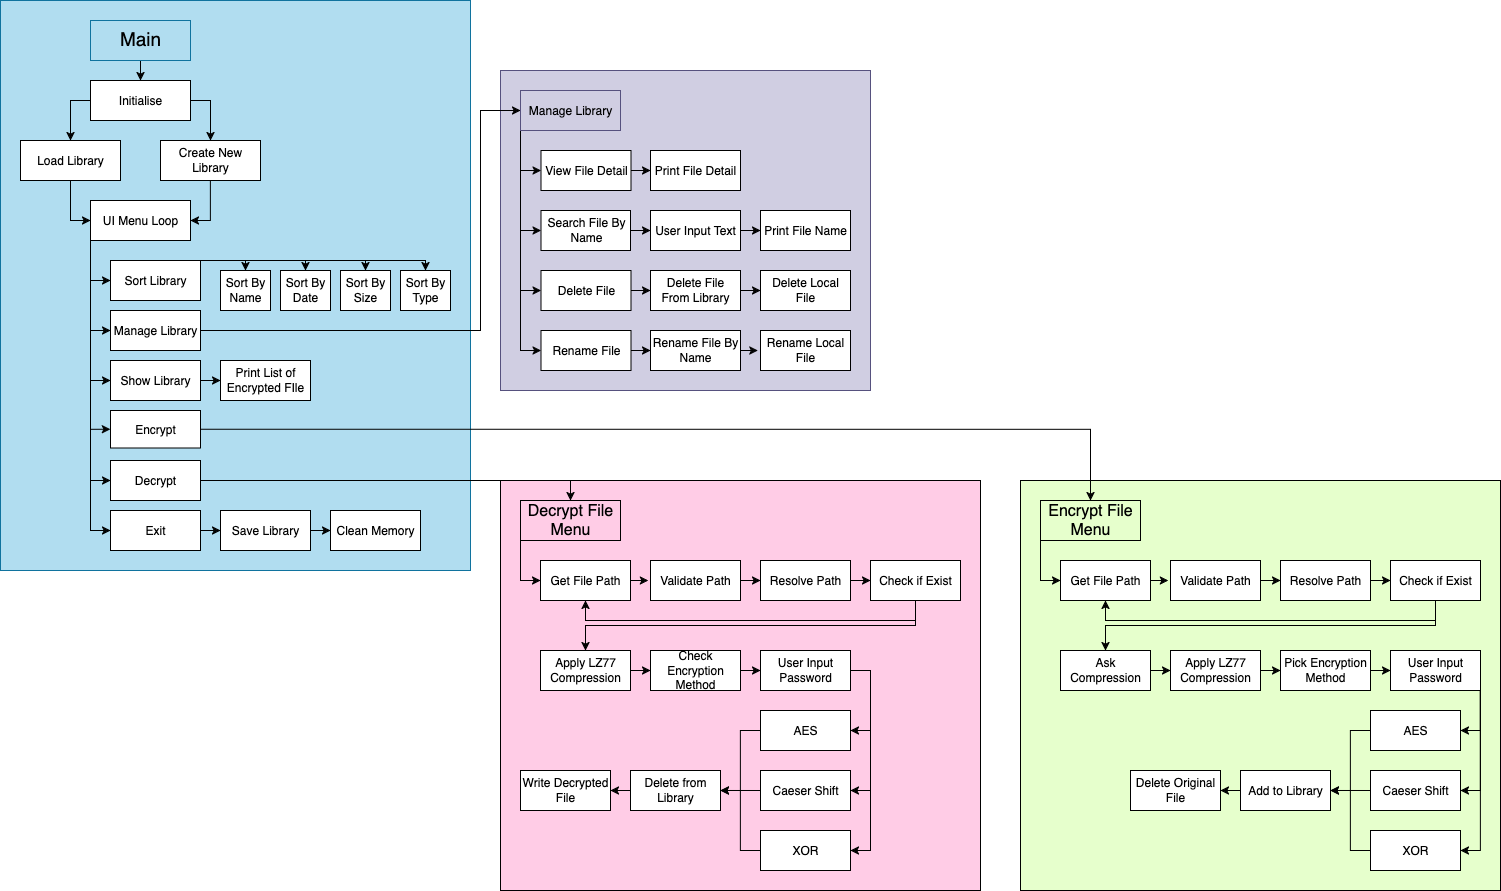 Main
Initialise
Load Library
Create New
Library
UI Menu Loop
Sort Library
Sort By
Name
Sort By
Date
Sort By
Size
Sort By
Type
Manage Library
Show Library
Print List of
Encrypted FIle
Encrypt
Decrypt
Exit
Save Library
Clean Memory
Manage Library
View File Detail
Print File Detail
Search File By
Name
User Input Text
Print File Name
Delete File
Delete File
From Library
Delete Local
File
Rename File
Rename File By
Name
Rename Local
File
Decrypt File
Menu
Get File Path
Validate Path
Resolve Path
Check if Exist
Apply LZ77
Compression
Check
Encryption
Method
User Input
Password
AES
Caeser Shift
XOR
Delete from
Library
Write Decrypted
File
Encrypt File
Menu
Get File Path
Validate Path
Resolve Path
Check if Exist
Ask
Compression
Apply LZ77
Compression
Pick Encryption
Method
User Input
Password
AES
Caeser Shift
XOR
Add to Library
Delete Original
File